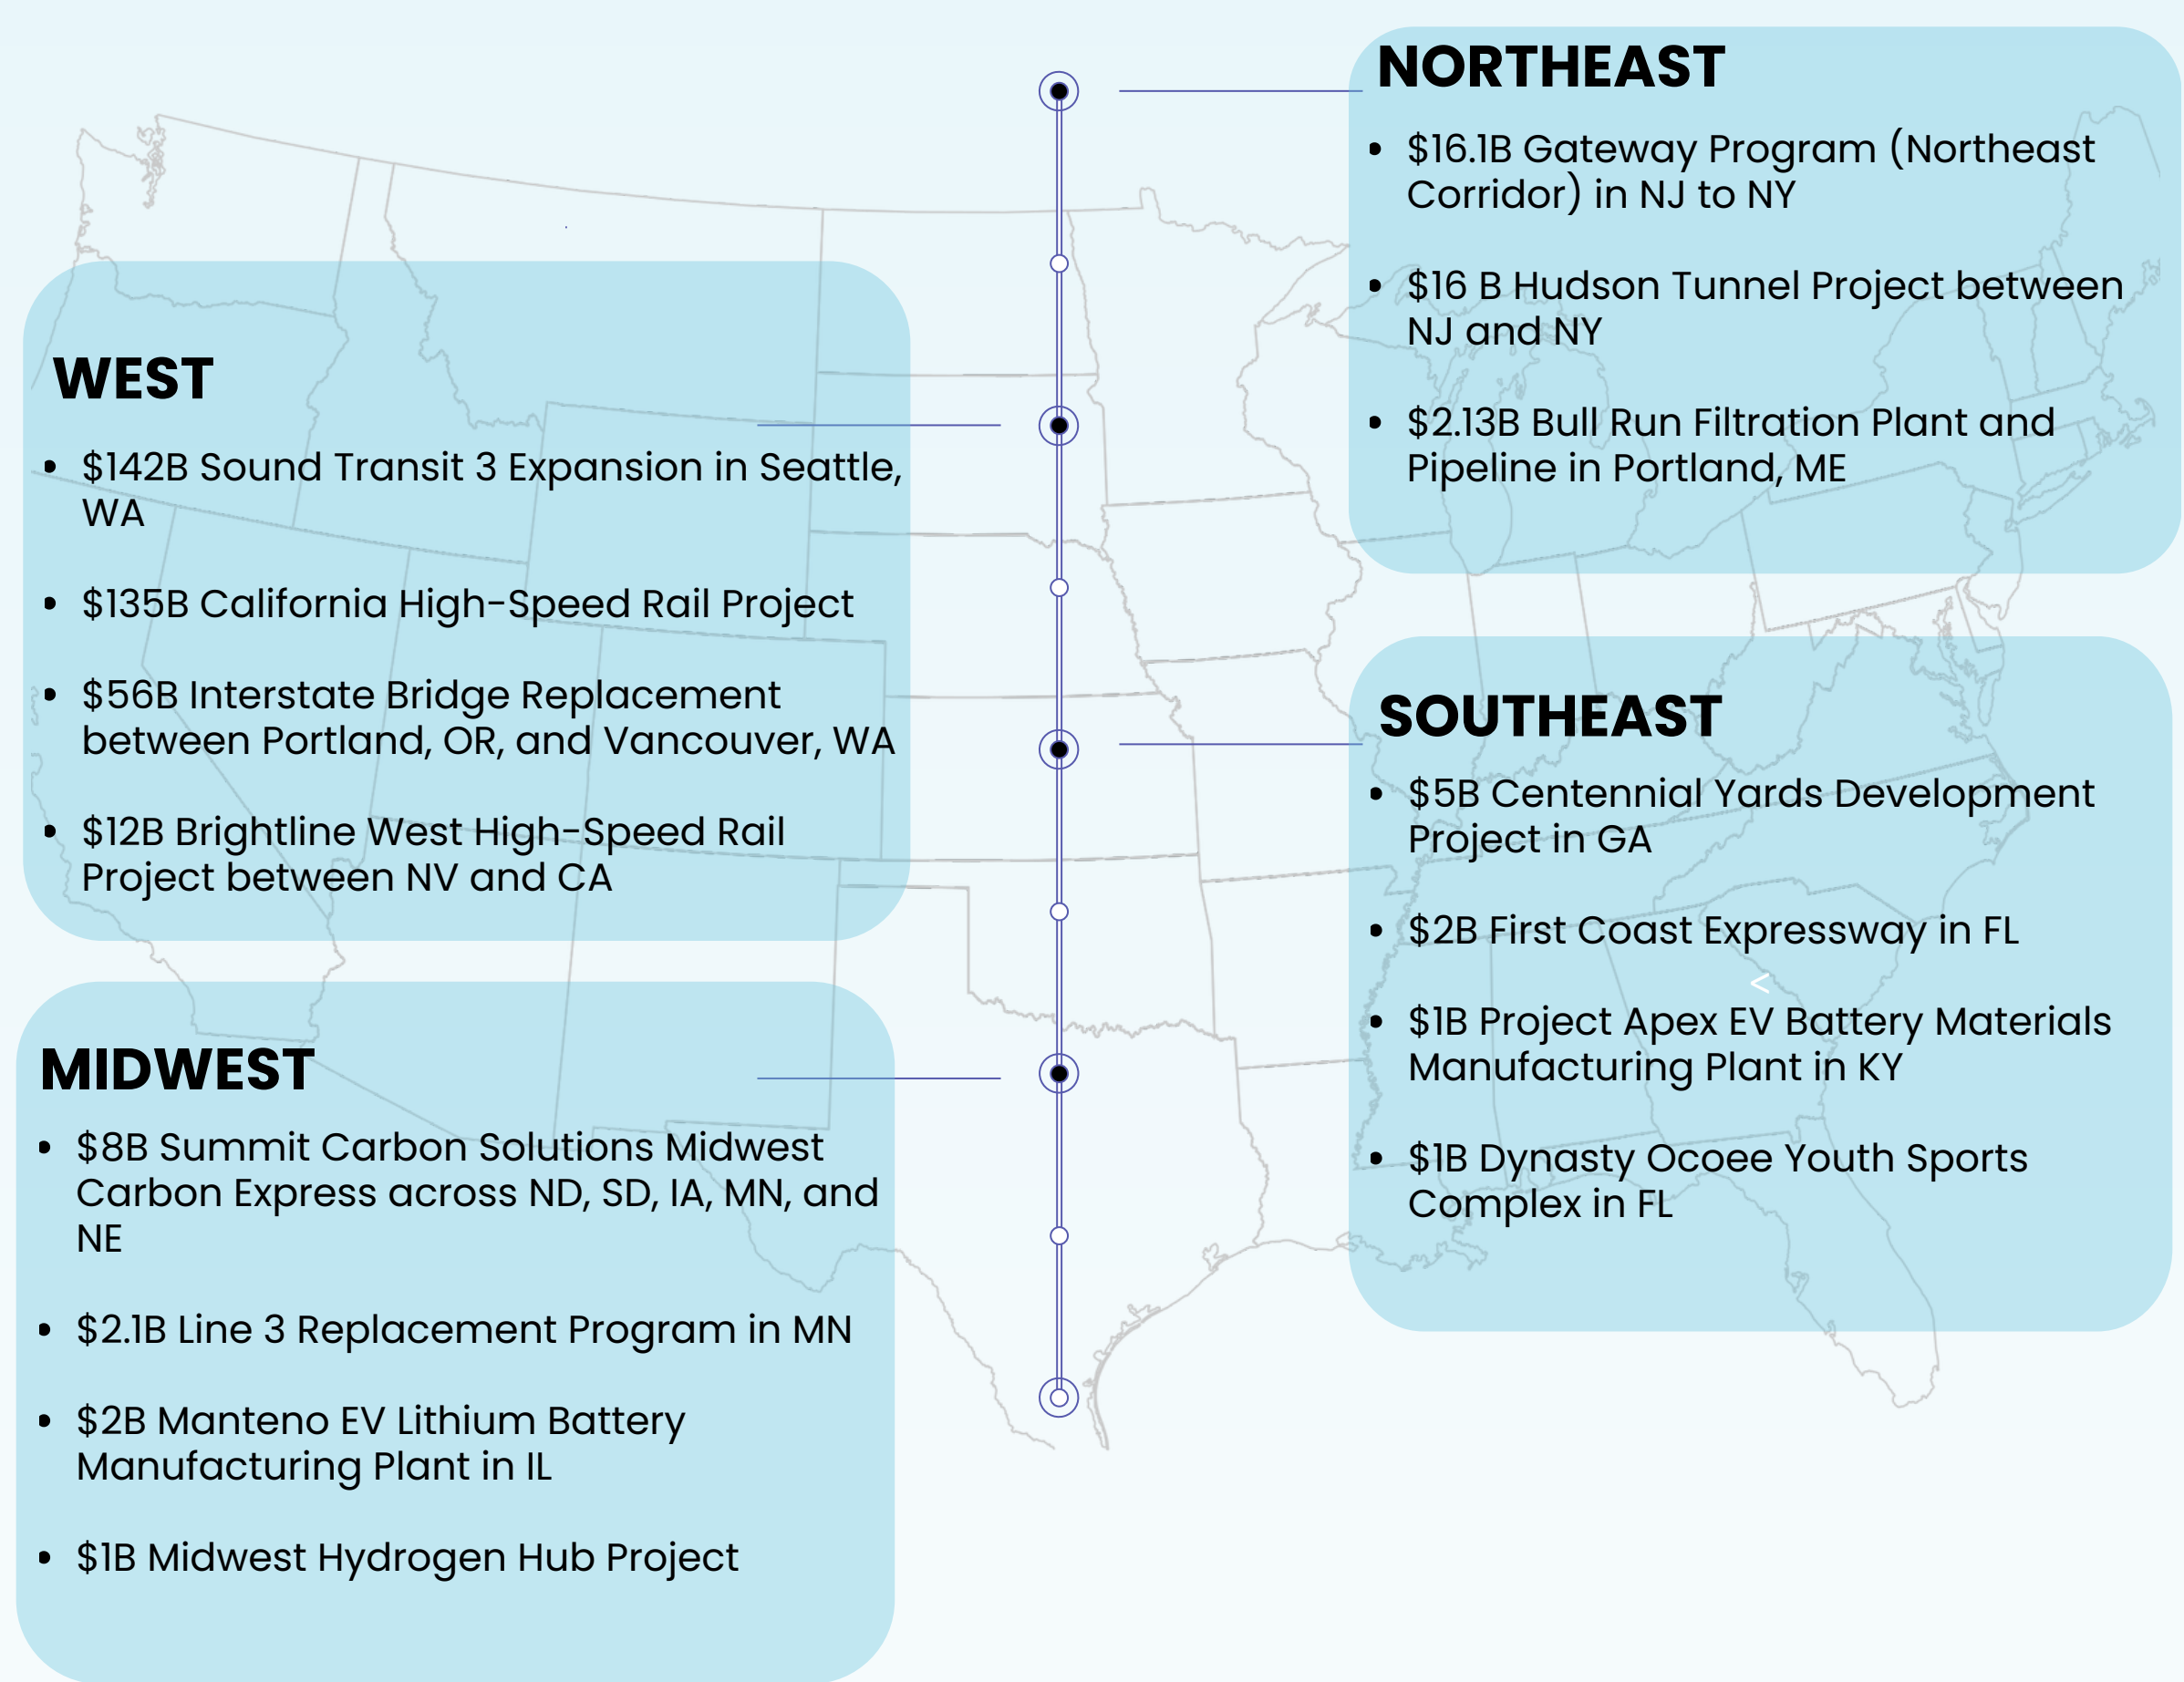 NORTHEAST
• $16.1B Gateway Program (Northeast
Corridor) in NJ to NY
• $16 B Hudson Tunnel Project between
NJ and NY
• $2.13B Bull Run Filtration Plant and
Pipeline in Portland, ME
WEST
• $142B Sound Transit 3 Expansion in Seattle,
WA
• $135B California High-Speed Rail Project
• $56B Interstate Bridge Replacement
between Portland, OR, and Vancouver, WA
• $12B Brightline West High-Speed Rail
Project between NV and CA
SOUTHEAST
• $5B Centennial Yards Development
Project in GA
• $2B First Coast Expressway in FL
<
• $1B Project Apex EV Battery Materials
Manufacturing Plant in KY
• $1B Dynasty Ocoee Youth Sports
Complex in FL
MIDWEST
• $8B Summit Carbon Solutions Midwest
Carbon Express across ND, SD, IA, MN, and
NE
• $2.1B Line 3 Replacement Program in MN
• $2B Manteno EV Lithium Battery
Manufacturing Plant in IL
• $1B Midwest Hydrogen Hub Project